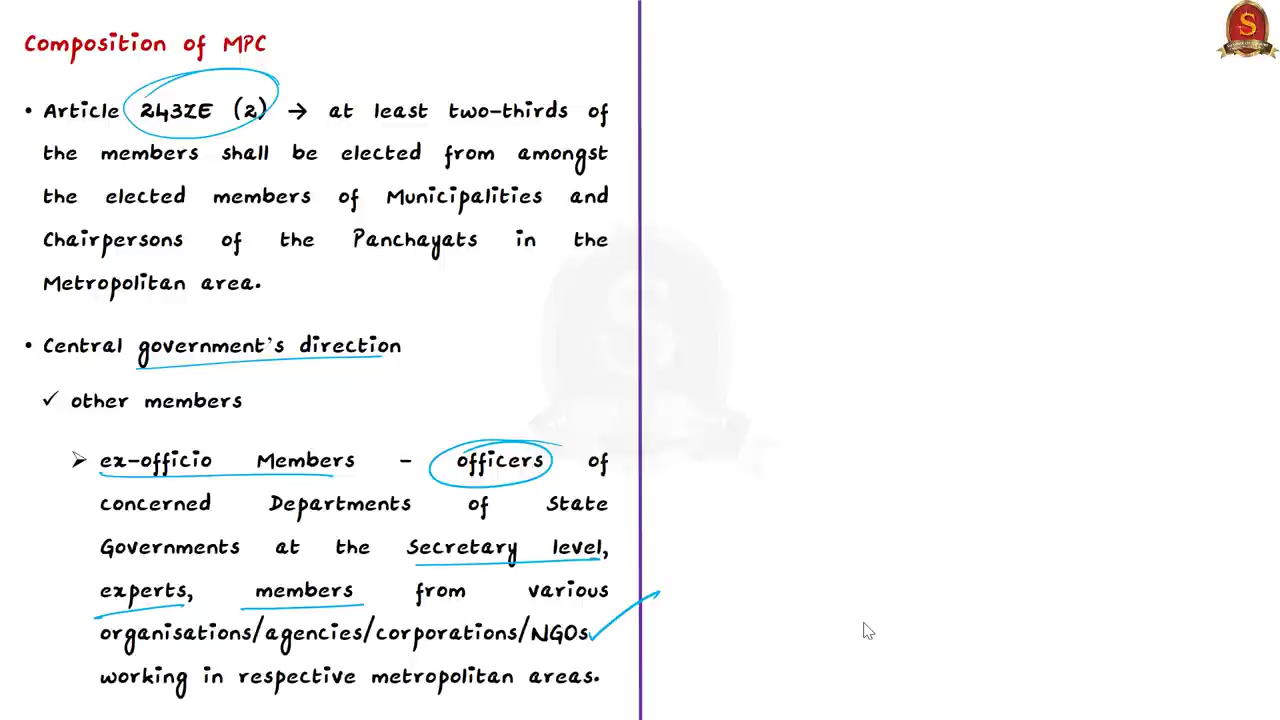 Composition of MPC
• Article 243ZE (2) → at least two-thirds of
the members shall be elected from amongst
the elected members of Municipalities and
Chairpersons of the Panchayats in the
Metropolitan area.
• Central government's direction
✓ other members
➢ ex-officio Members - officers of
concerned Departments of State
Governments at the Secretary level,
experts, members from various
organisations/agencies/corporations/NGOs
working in respective metropolitan areas.
S